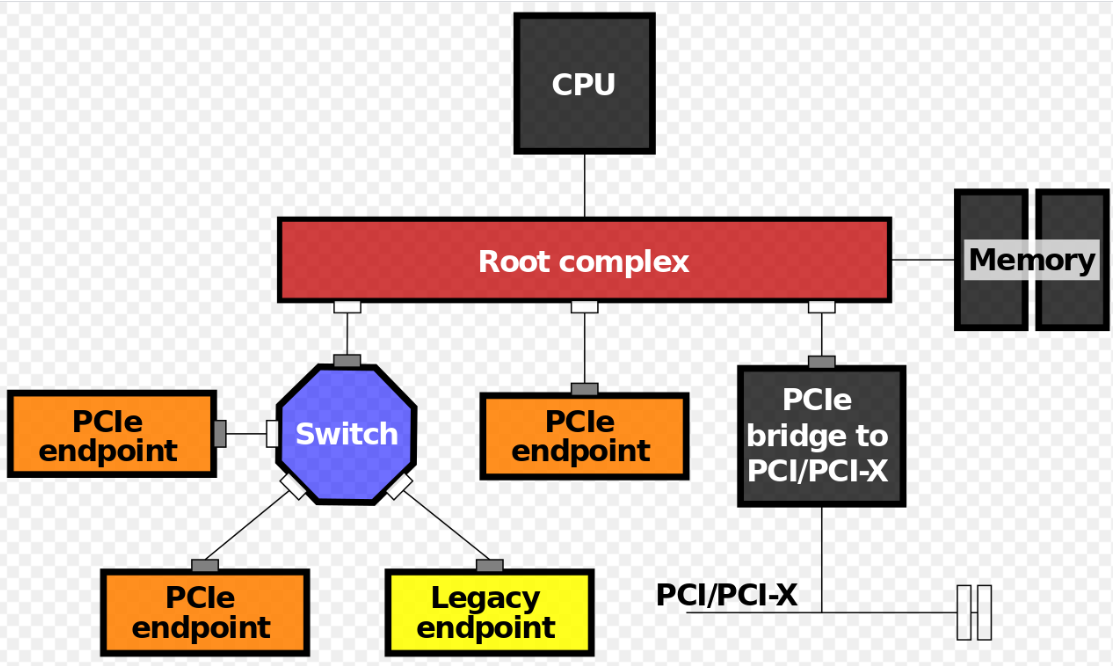 CPU
Root complex
Memory
PCIe
endpoint
Switch
PCIe
endpoint
PCIe
bridge to
PCI/PCI-X
PCIe
endpoint
Legacy
endpoint
PCI/PCI-X